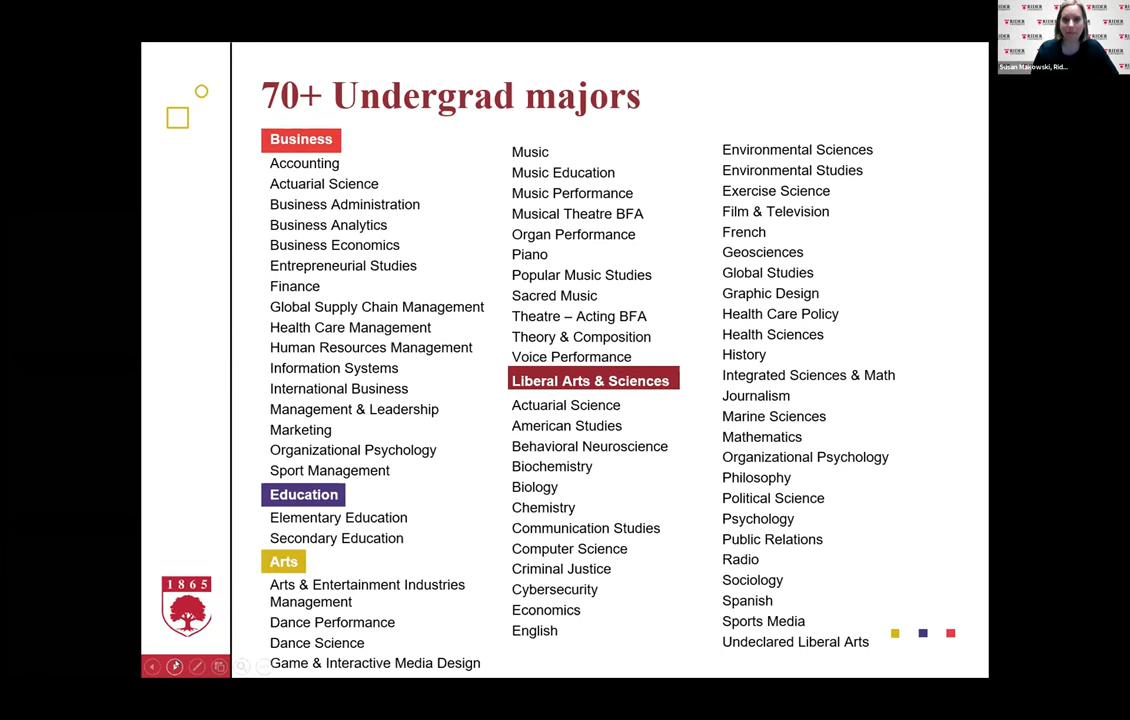 70+ Undergrad majors
Business
Accounting
Actuarial Science
Business Administration
Business Analytics
Business Economics
Entrepreneurial Studies
Finance
Global Supply Chain Management
Health Care Management
Human Resources Management
Information Systems
International Business
Management & Leadership
Marketing
Organizational Psychology
Sport Management
Education
Elementary Education
Secondary Education
Arts
Arts & Entertainment Industries
Management
Dance Performance
Dance Science
Game & Interactive Media Design
Music
Music Education
Music Performance
Musical Theatre BFA
Organ Performance
Piano
Popular Music Studies
Sacred Music
Theatre – Acting BFA
Theory & Composition
Voice Performance
Liberal Arts & Sciences
Actuarial Science
American Studies
Behavioral Neuroscience
Biochemistry
Biology
Chemistry
Communication Studies
Computer Science
Criminal Justice
Cybersecurity
Economics
English
Environmental Sciences
Environmental Studies
Exercise Science
Film & Television
French
Geosciences
Global Studies
Graphic Design
Health Care Policy
Health Sciences
History
Integrated Sciences & Math
Journalism
Marine Sciences
Mathematics
Organizational Psychology
Philosophy
Political Science
Psychology
Public Relations
Radio
Sociology
Spanish
Sports Media
Undeclared Liberal Arts
1865
RIDER
Susan Makowski, Rid...